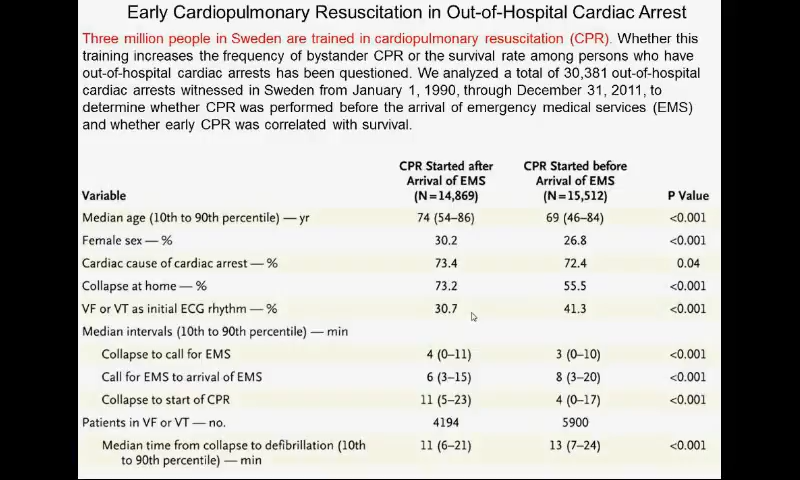 Early Cardiopulmonary Resuscitation in Out-of-Hospital Cardiac Arrest
Three million people in Sweden are trained in cardiopulmonary resuscitation (CPR). Whether this
training increases the frequency of bystander CPR or the survival rate among persons who have
out-of-hospital cardiac arrests has been questioned. We analyzed a total of 30,381 out-of-hospital
cardiac arrests witnessed in Sweden from January 1, 1990, through December 31, 2011, to
determine whether CPR was performed before the arrival of emergency medical services (EMS)
and whether early CPR was correlated with survival.
Variable CPR Started after Arrival of EMS (N=14,869) CPR Started before Arrival of EMS (N=15,512) P Value
Median age (10th to 90th percentile) — yr 74 (54–86) 69 (46–84) <0.001
Female sex — % 30.2 26.8 <0.001
Cardiac cause of cardiac arrest — % 73.4 72.4 0.04
Collapse at home — % 73.2 55.5 <0.001
VF or VT as initial ECG rhythm — % 30.7 41.3 <0.001
Median intervals (10th to 90th percentile) — min
Collapse to call for EMS 4 (0–11) 3 (0–10) <0.001
Call for EMS to arrival of EMS 6 (3–15) 8 (3–20) <0.001
Collapse to start of CPR 11 (5–23) 4 (0–17) <0.001
Patients in VF or VT — no. 4194 5900
Median time from collapse to defibrillation (10th 11 (6–21) 13 (7–24) <0.001
to 90th percentile) — min